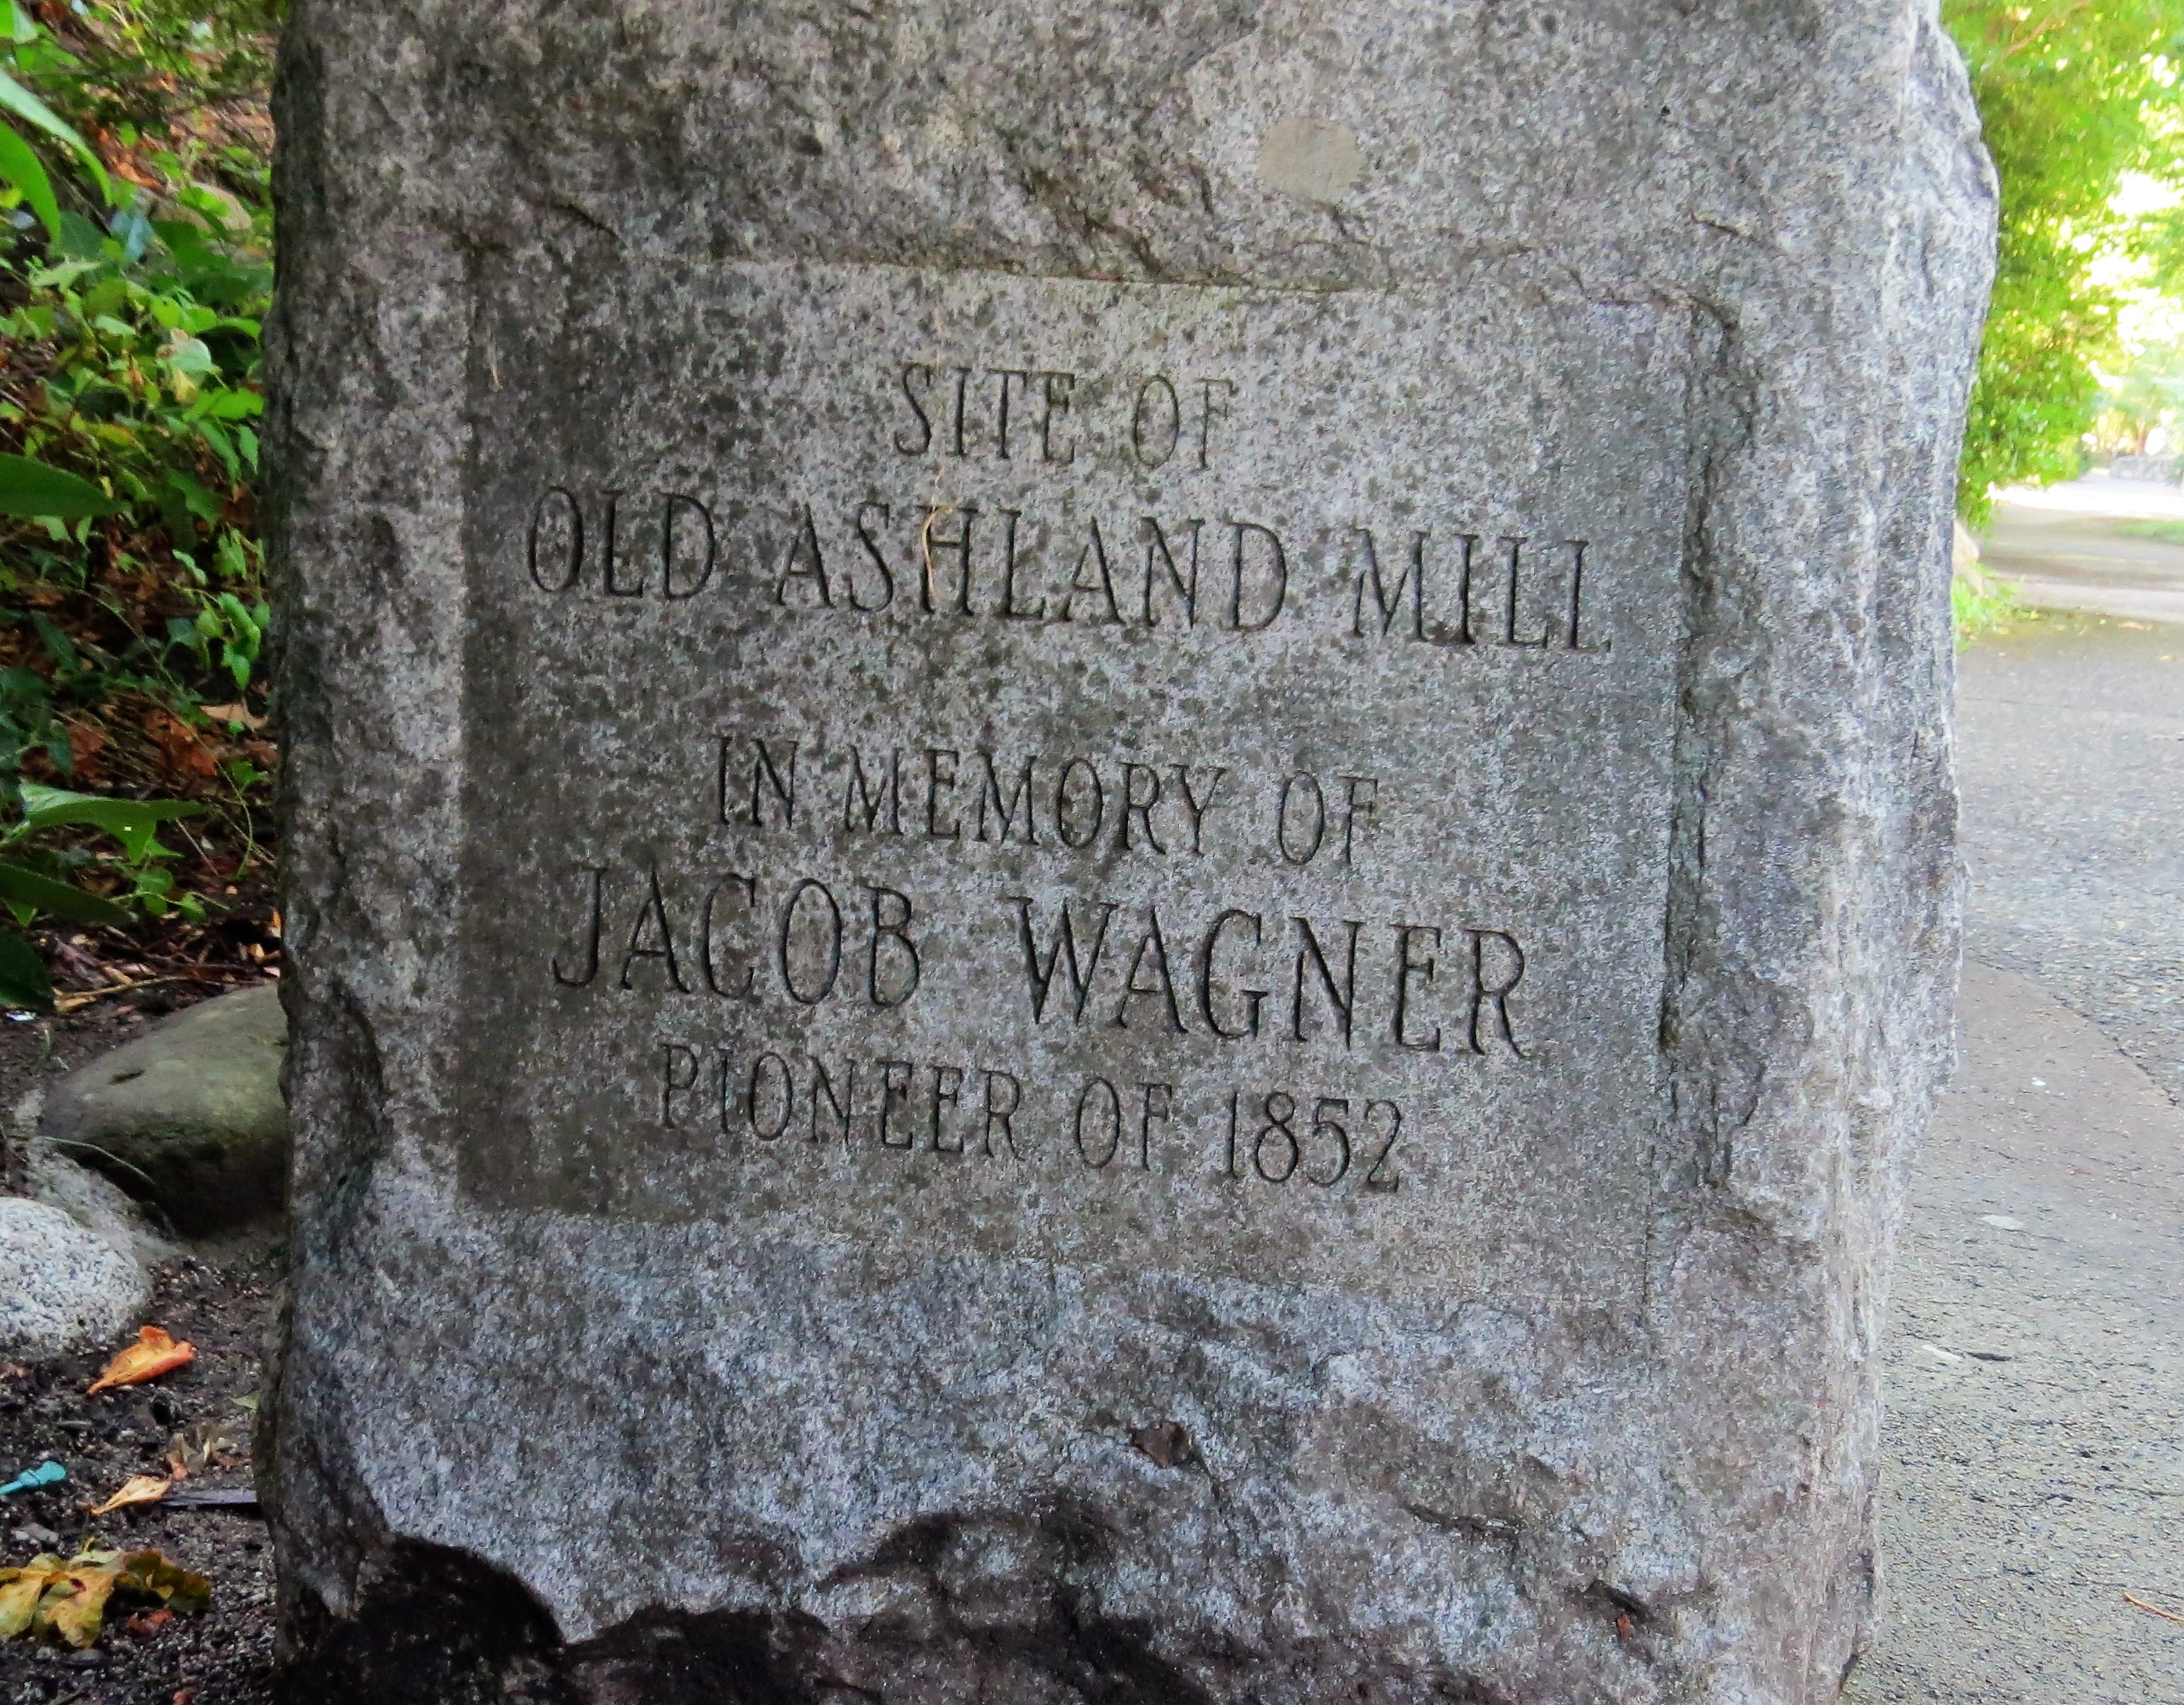 SITE OF
OLD ASHLAND MILL
IN MEMORY OF
JACOB WAGNER
PIONEER OF 1852